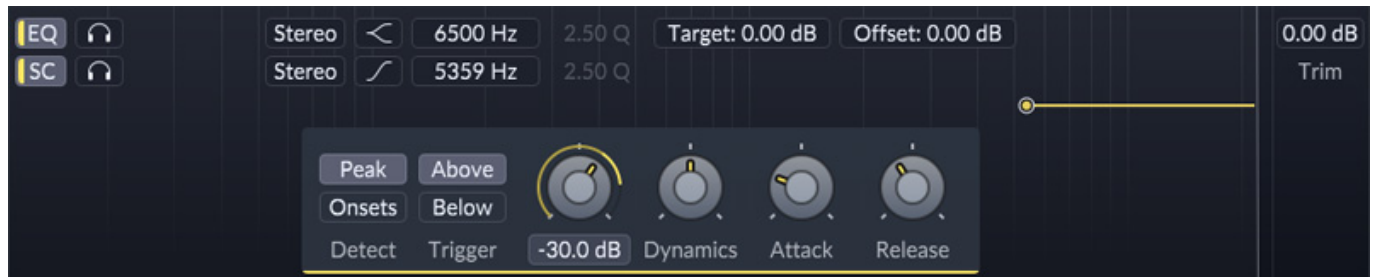 EQ Stereo 6500 Hz 2.50 Q Target: 0.00 dB Offset: 0.00 dB 0.00 dB
SC Stereo 5359 Hz 2.50 Q Trim
Peak Above
Onsets Below
Detect Trigger -30.0 dB Dynamics Attack Release